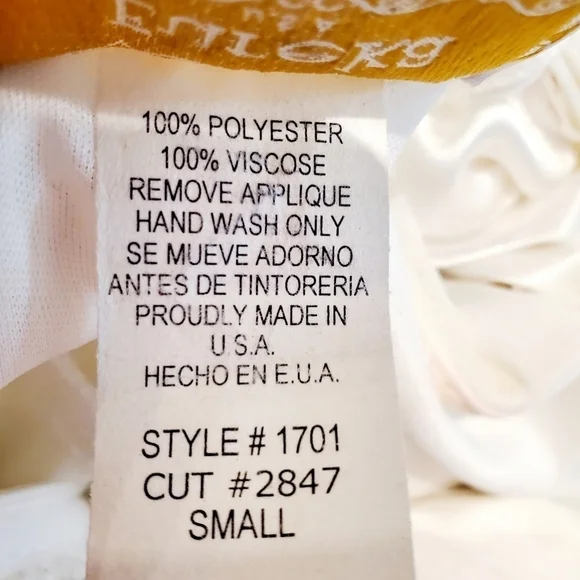 100% POLYESTER
100% VISCOSE
REMOVE APPLIQUE
HAND WASH ONLY
SE MUEVE ADORNO
ANTES DE TINTORERIA
PROUDLY MADE IN
U.S.A.
HECHO EN E.U.A.
STYLE # 1701
CUT #2847
SMALL